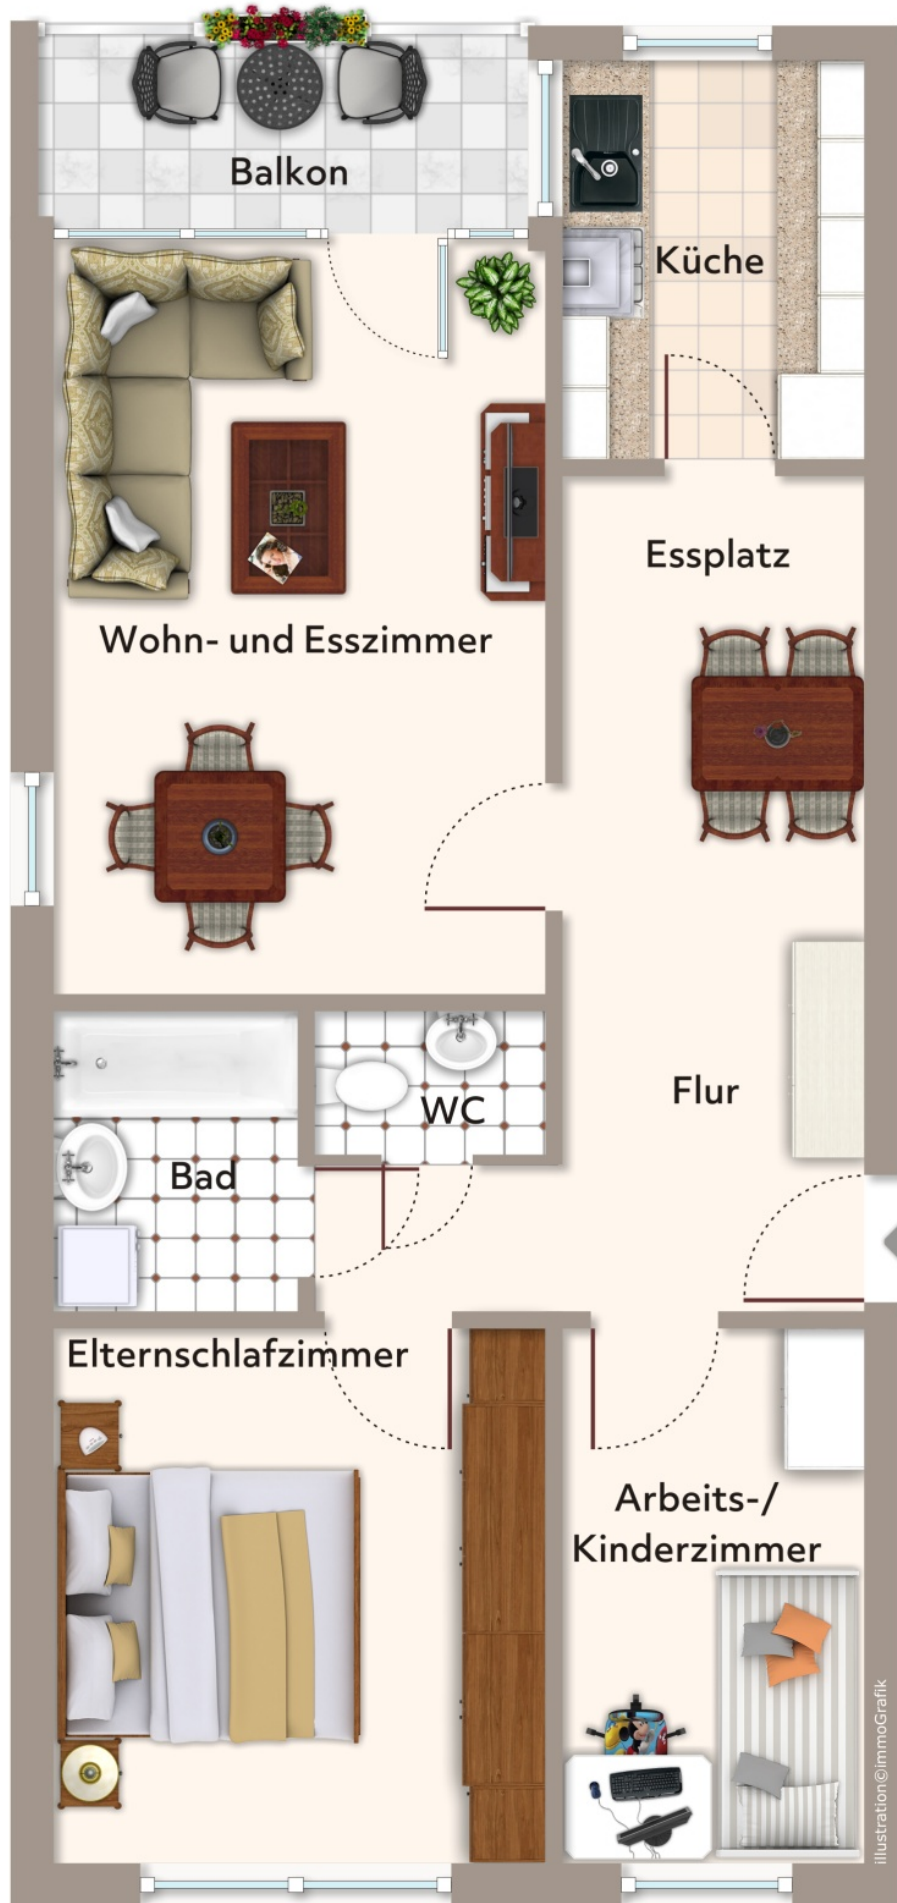 Balkon
Küche
Essplatz
Wohn- und Esszimmer
Flur
WC
Bad
Elternschlafzimmer
Arbeits-/
Kinderzimmer
illustration©immoGrafik